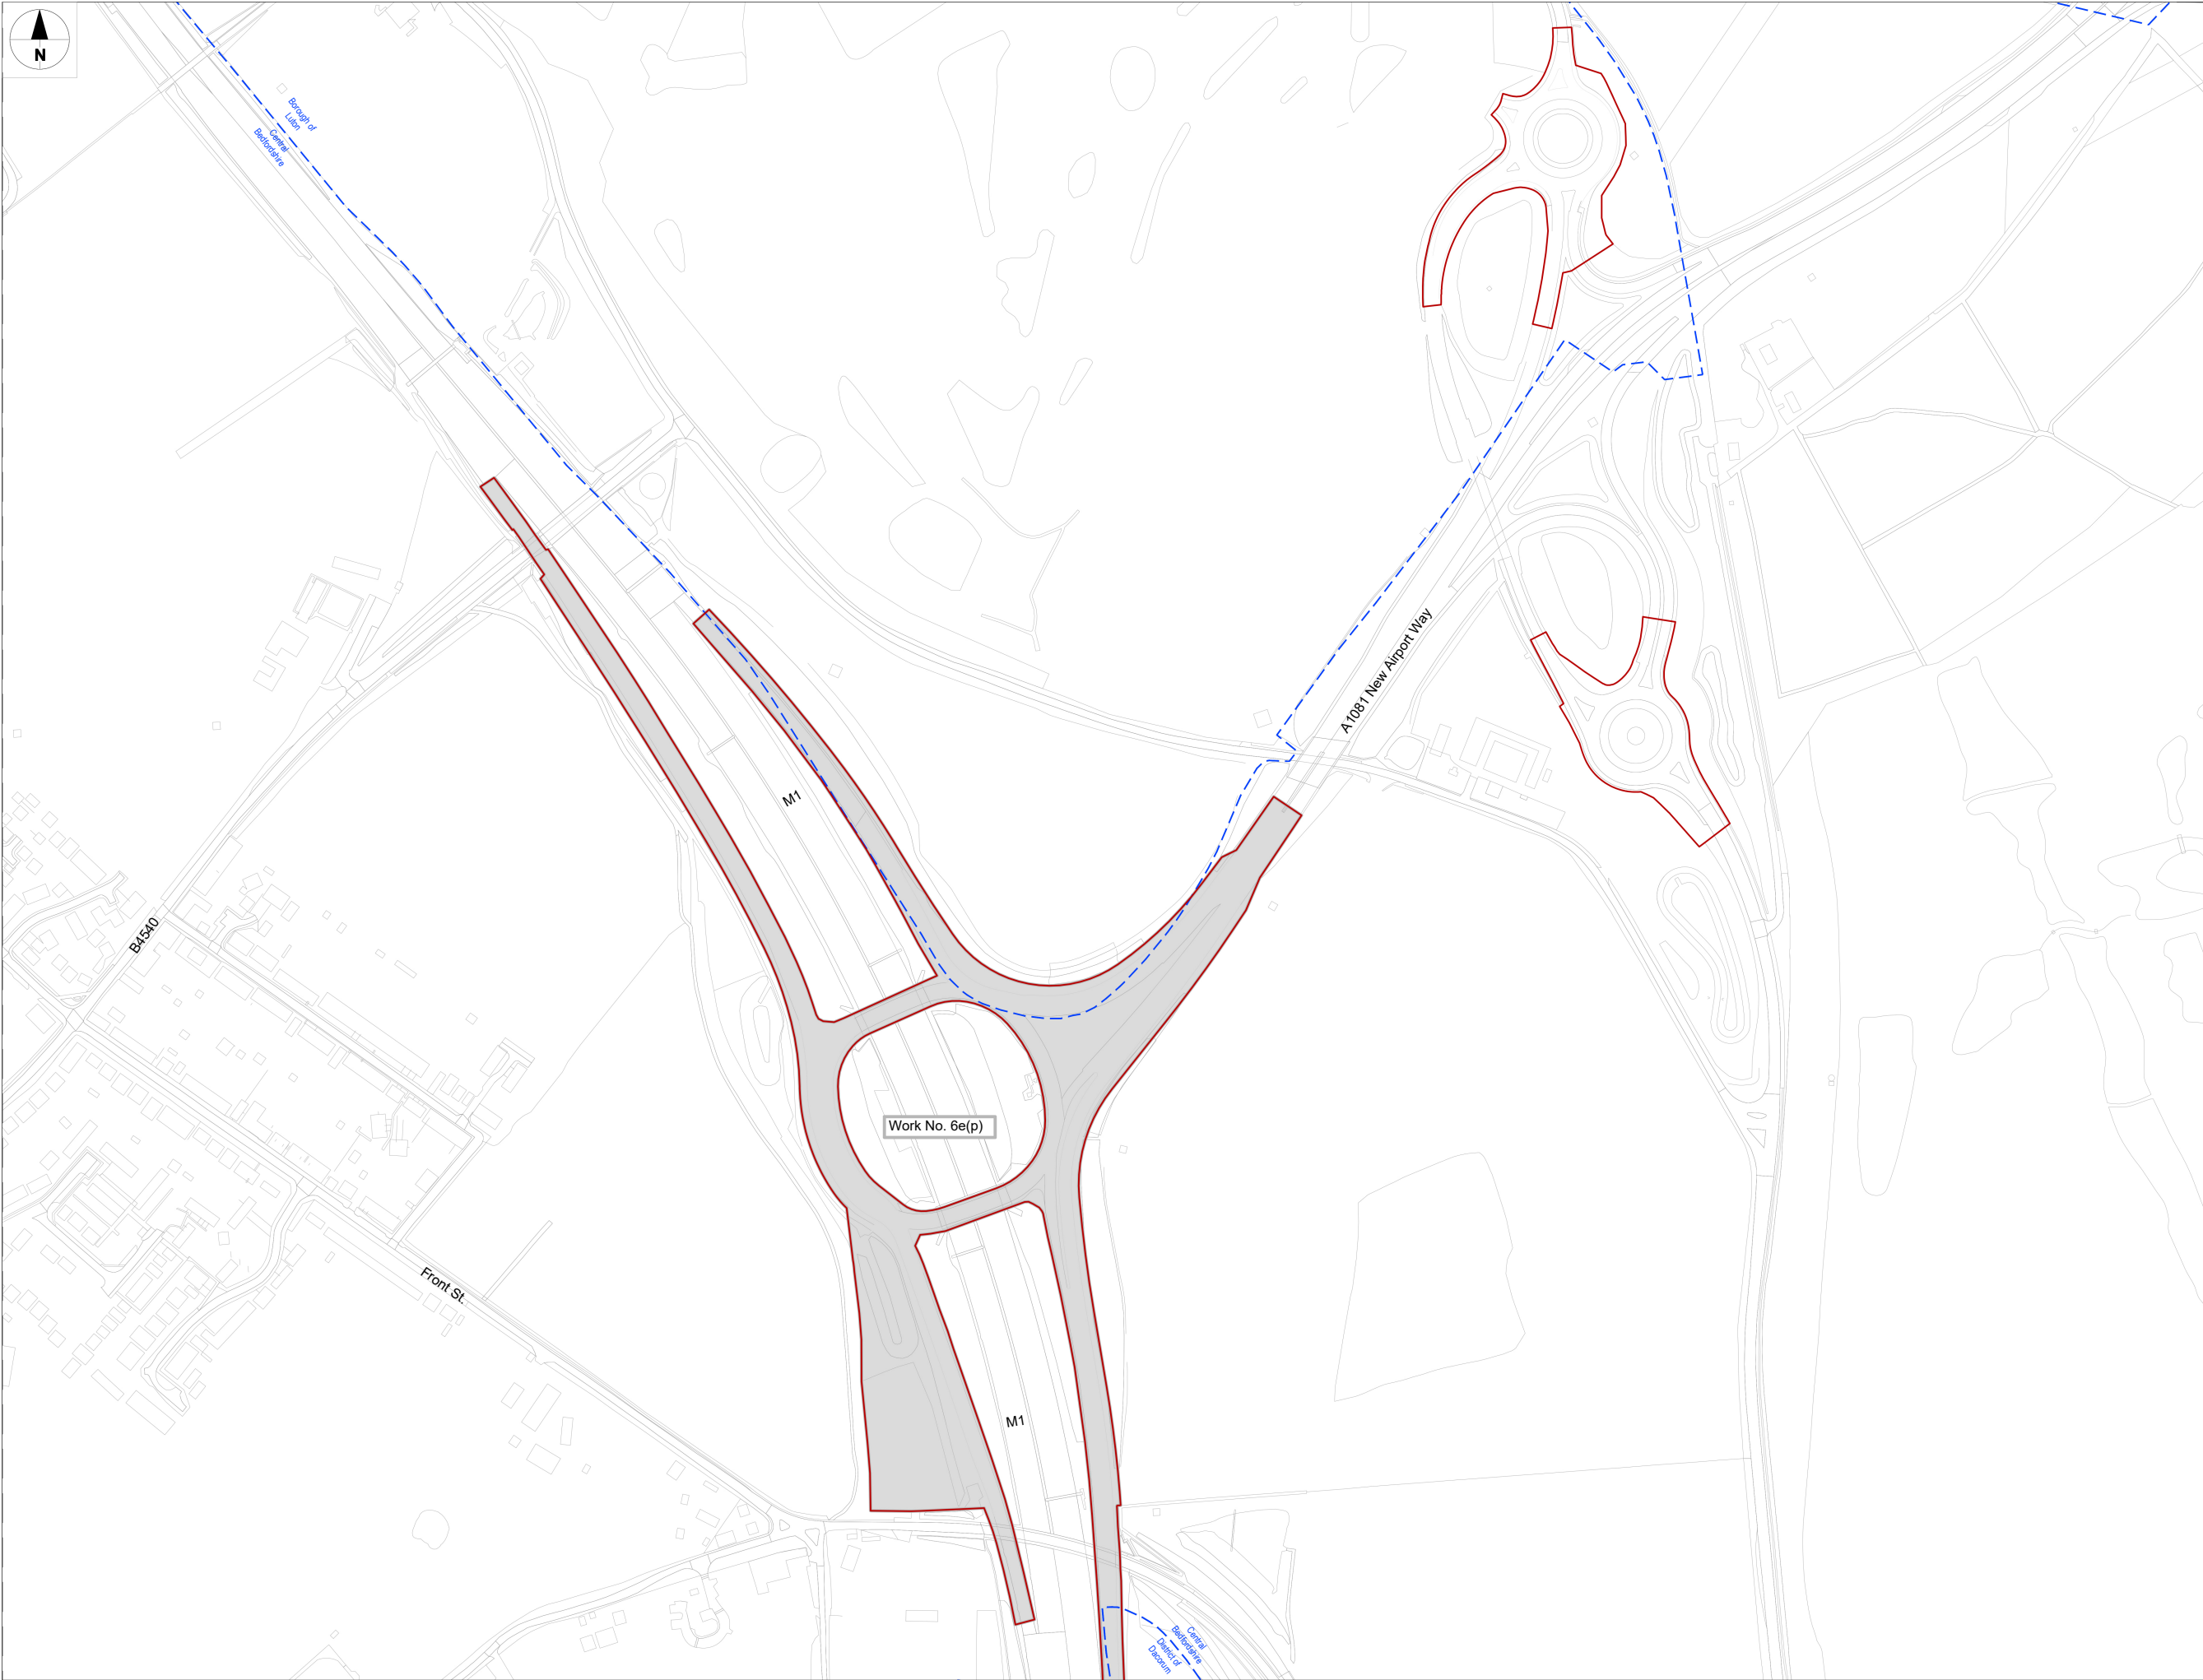 N
Borough of
Luton
Central
Bedfordshire
A1081 New Airport Way
M1
B4540
Work No. 6e(p)
Front St.
M1
Central
Bedfordshire
District of
Dacorum